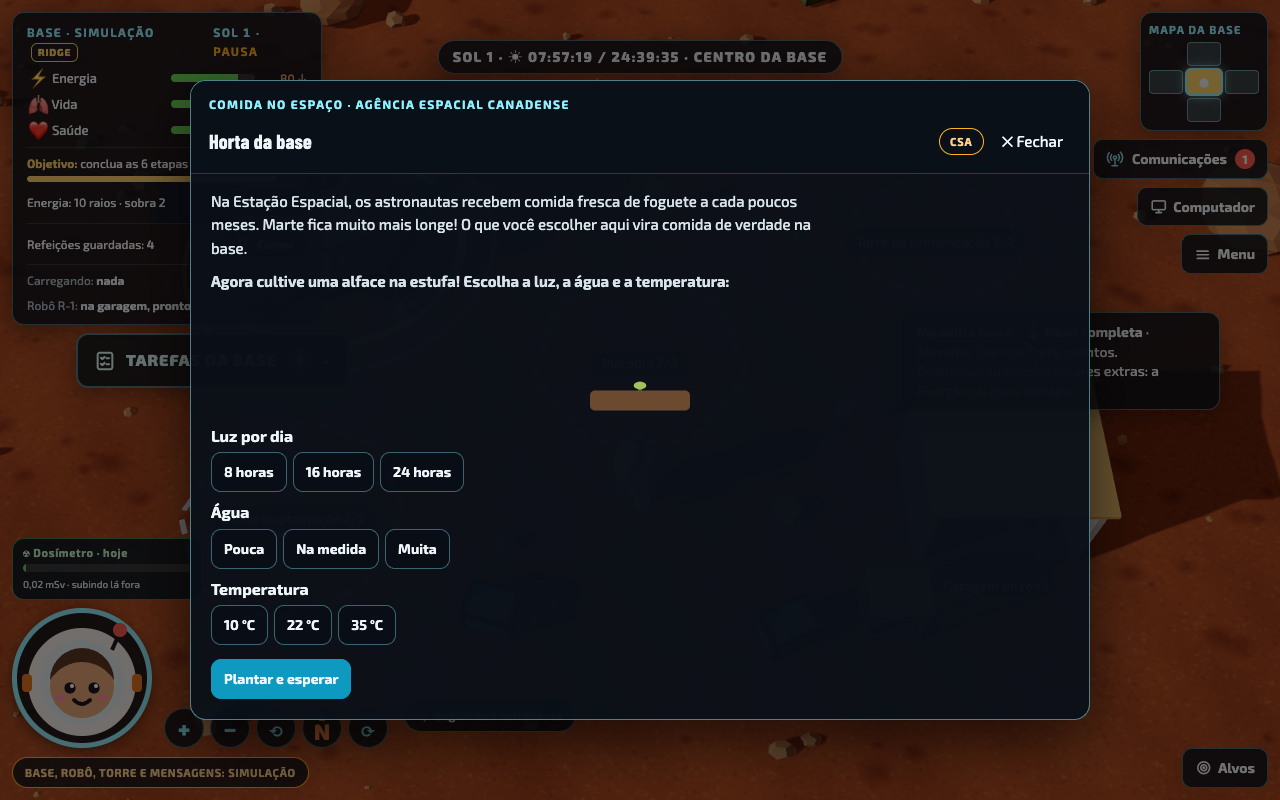 BASE · SIMULAÇÃO
RIDGE
SOL 1 ·
PAUSA
⚡ Energia
80
Vida
Saúde
Objetivo: conclua as 6 etapas
Energia: 10 raios · sobra 2
Refeições guardadas: 4
Carregando: nada
Robô R-1: na garagem, pronto
SOL 1 · ☀ 07:57:19 / 24:39:35 · CENTRO DA BASE
MAPA DA BASE
Comunicações 1
Computador
Menu
TAREFAS DA BASE
COMIDA NO ESPAÇO · AGÊNCIA ESPACIAL CANADENSE
Horta da base
CSA
Fechar
Na Estação Espacial, os astronautas recebem comida fresca de foguete a cada poucos
meses. Marte fica muito mais longe! O que você escolher aqui vira comida de verdade na
base.
Agora cultive uma alface na estufa! Escolha a luz, a água e a temperatura:
Luz por dia
8 horas
16 horas
24 horas
Água
Pouca
Na medida
Muita
Temperatura
10 °C
22 °C
35 °C
Plantar e esperar
Dosímetro · hoje
0,02 mSv · subindo lá fora
N
BASE, ROBÔ, TORRE E MENSAGENS: SIMULAÇÃO
Alvos